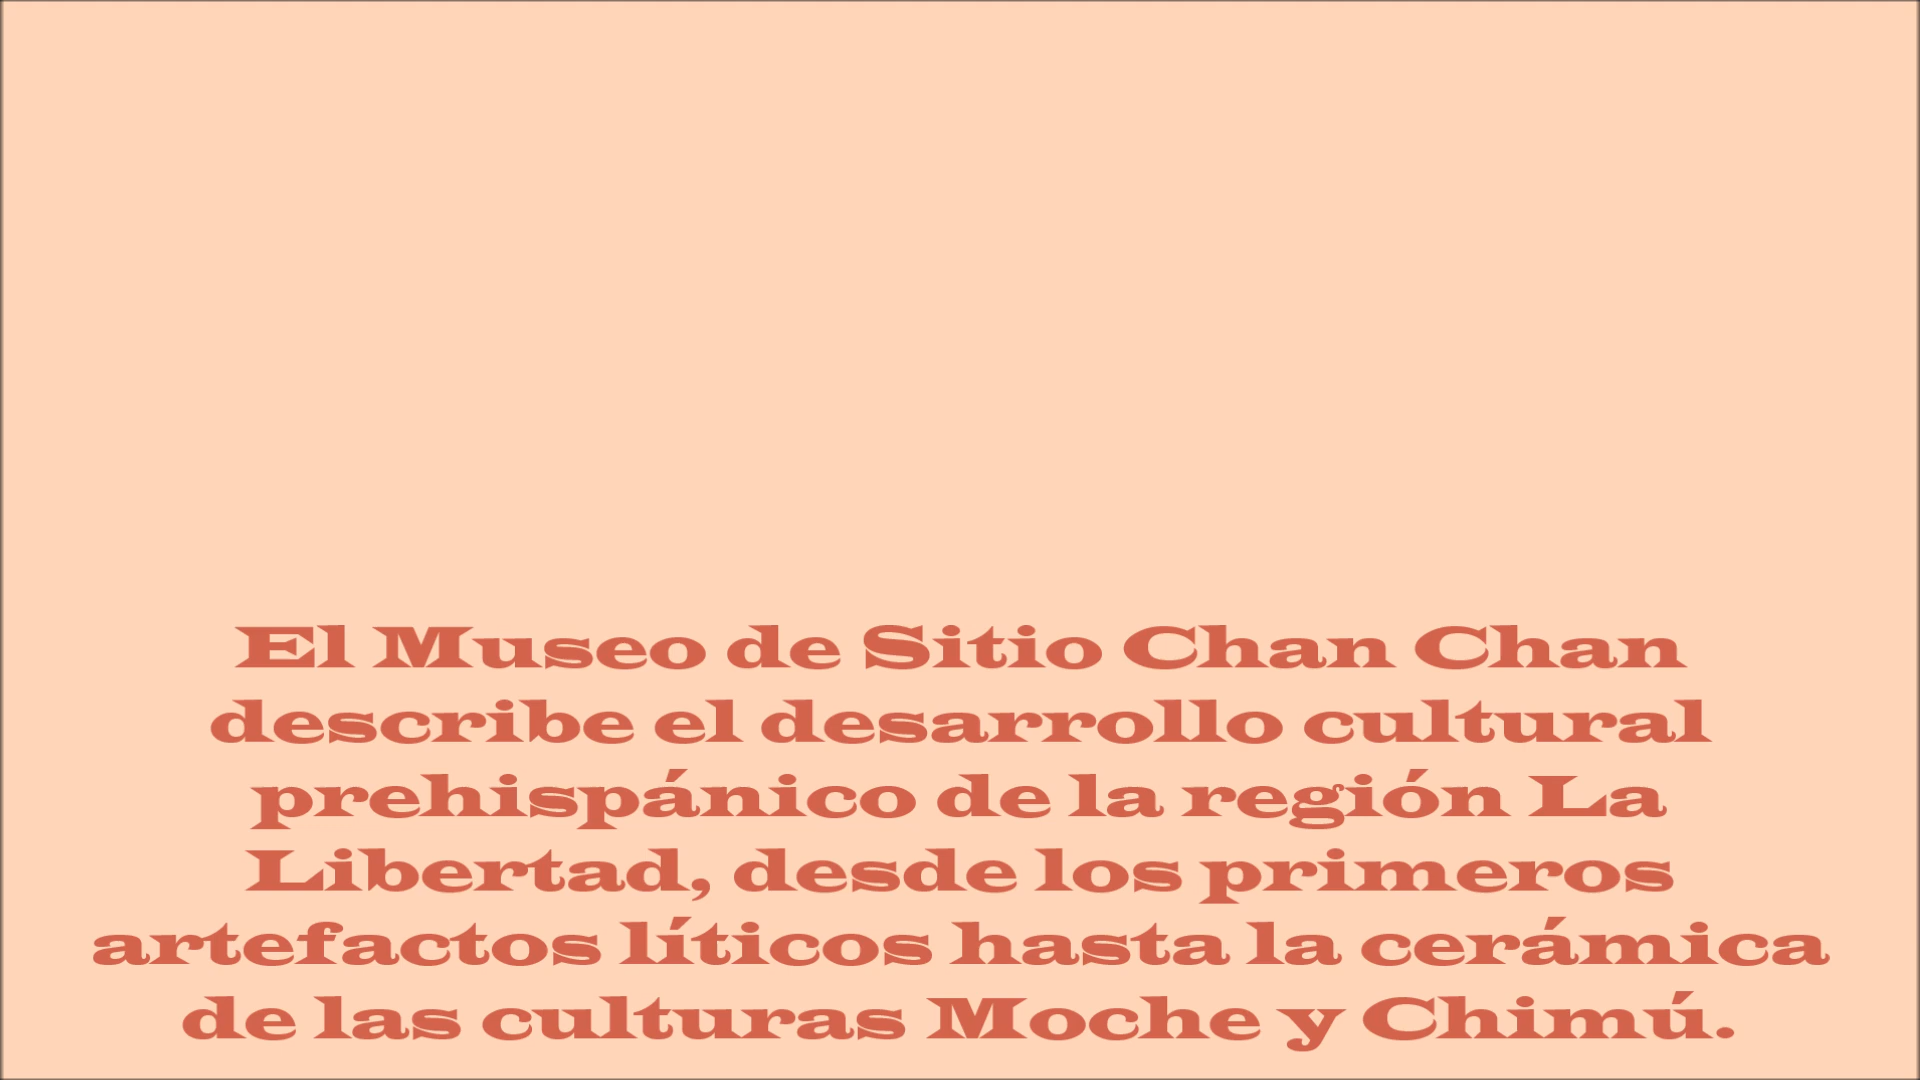 El Museo de Sitio Chan Chan
describe el desarrollo cultural
prehispánico de la región La
Libertad, desde los primeros
artefactos líticos hasta la cerámica
de las culturas Moche y Chimú.